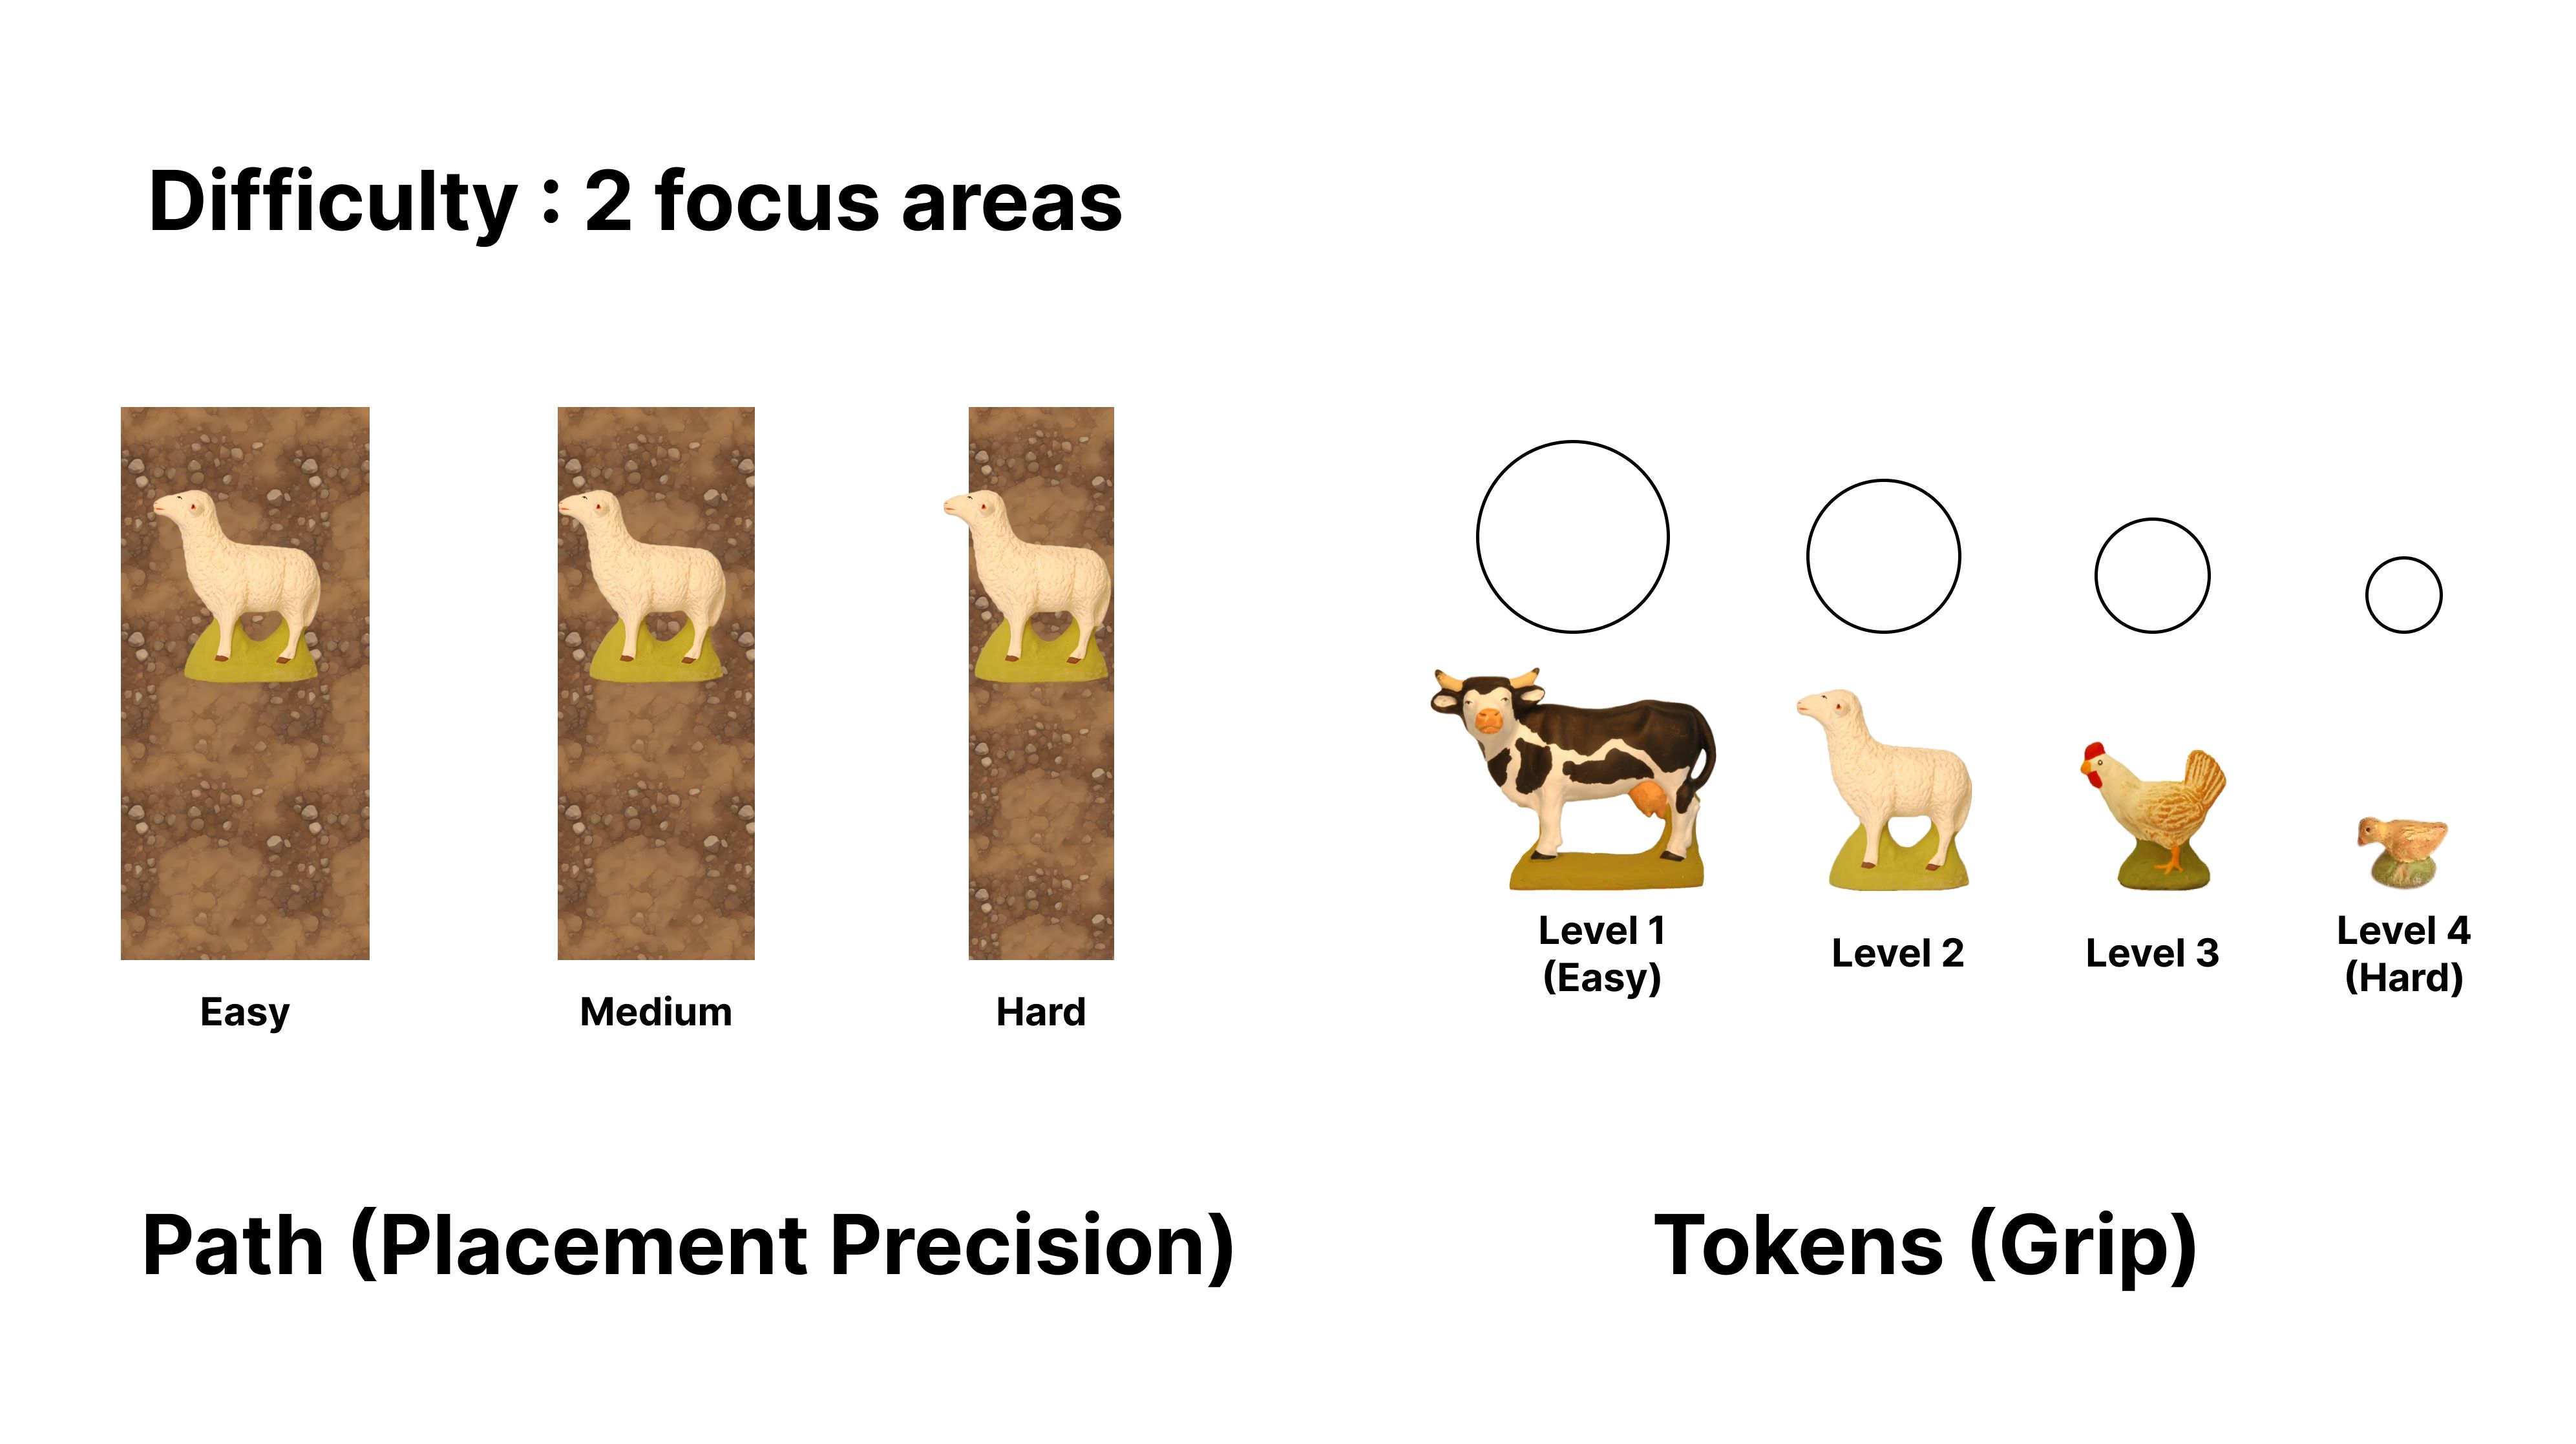 Difficulty : 2 focus areas
Easy
Medium
Hard
Level 1
(Easy)
Level 2
Level 3
Level 4
(Hard)
Path (Placement Precision)
Tokens (Grip)